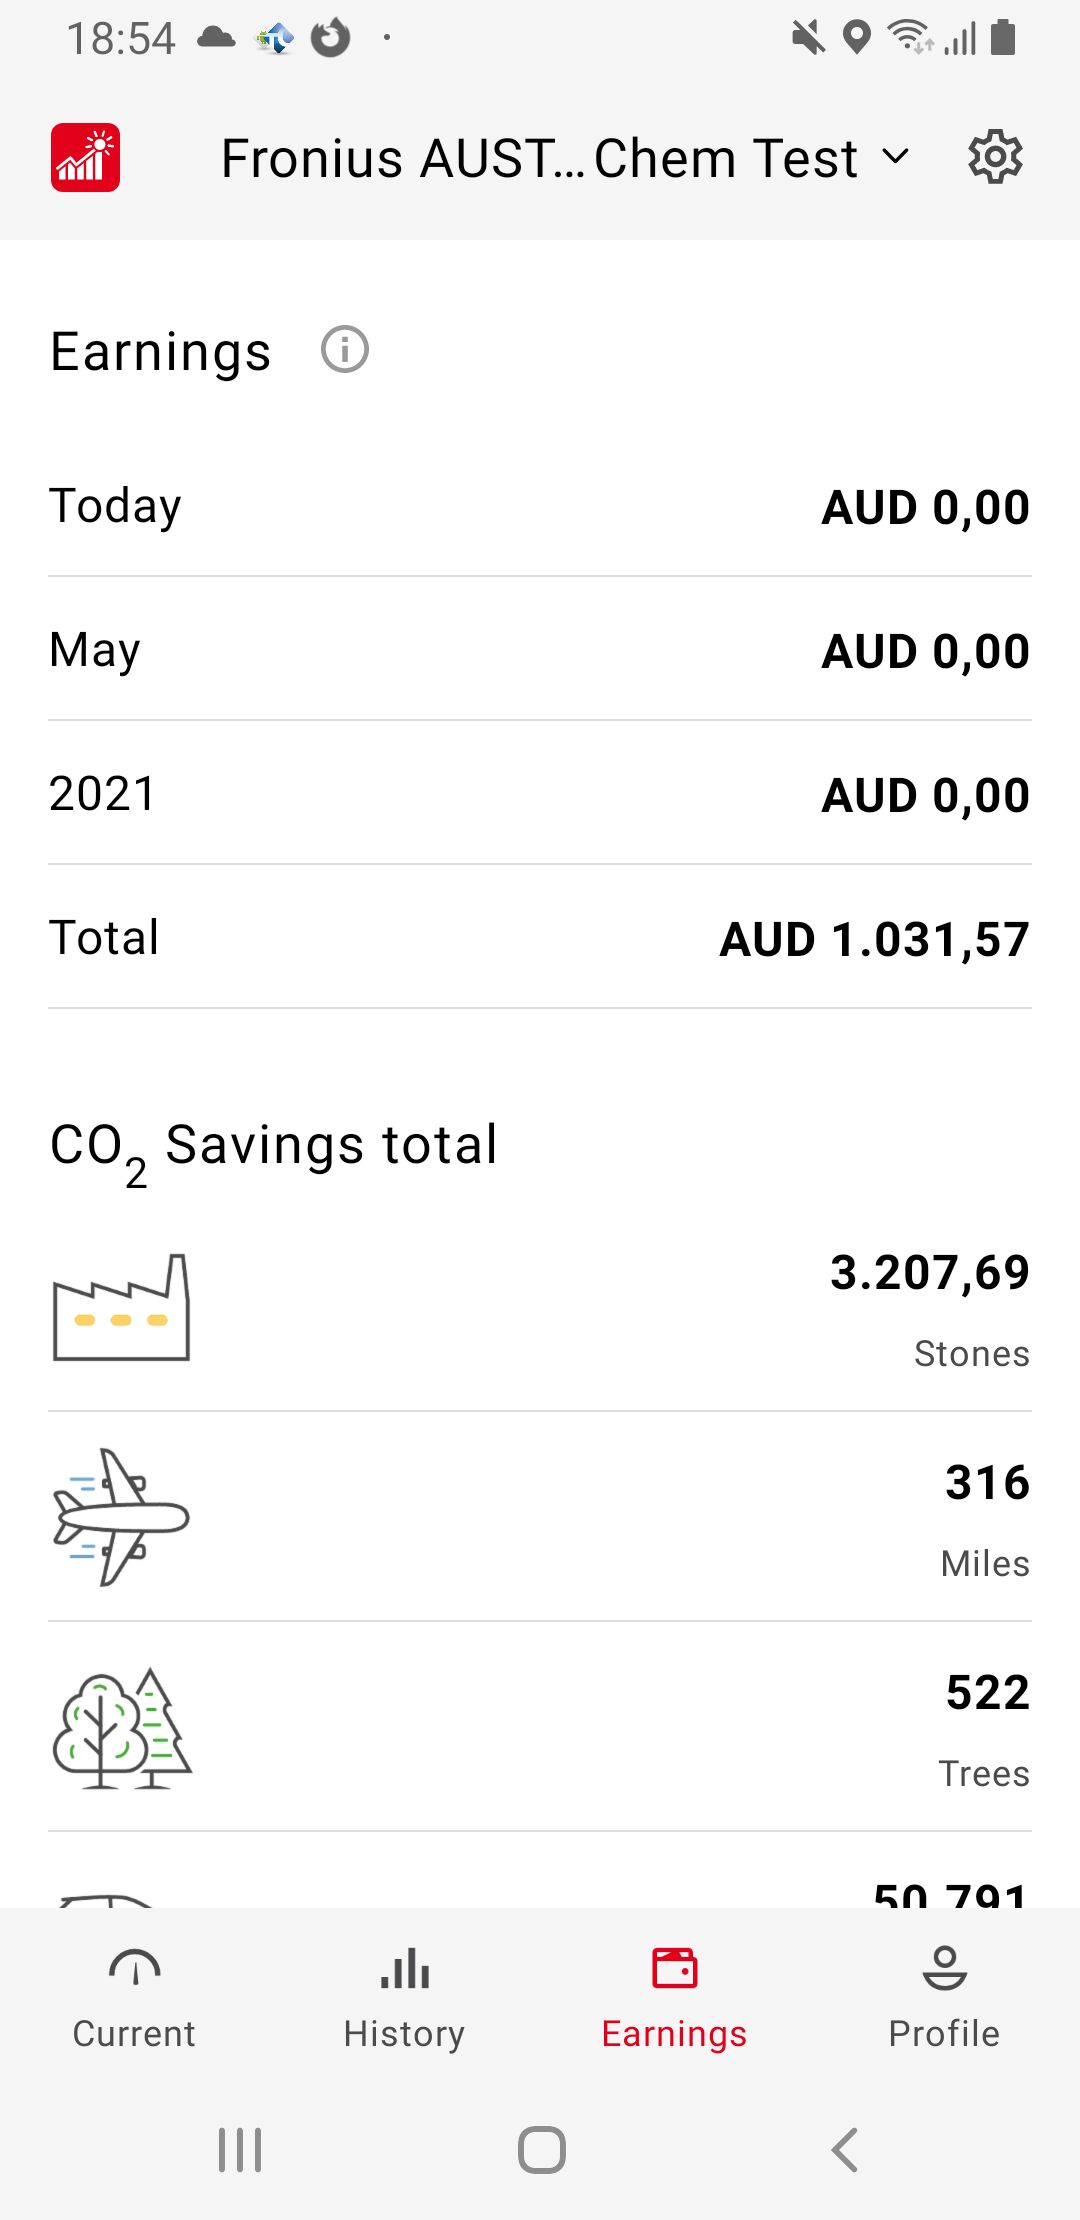 18:54
Fronius AUST...Chem Test
Earnings
Today AUD 0,00
May AUD 0,00
2021 AUD 0,00
Total AUD 1.031,57
CO₂ Savings total
3.207,69
Stones
316
Miles
522
Trees
50.791
Current History Earnings Profile